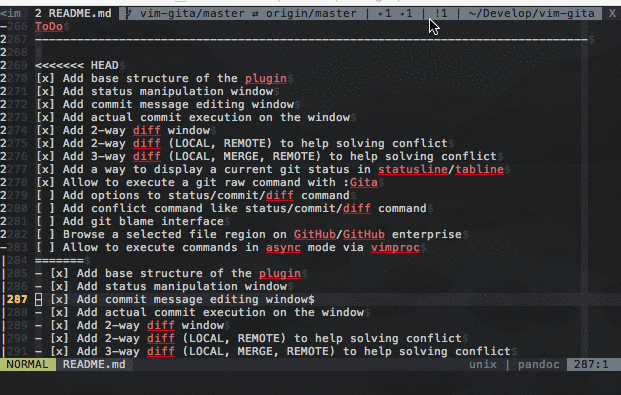 <im  2 README.md  vim-gita/master ⇄ origin/master | ←1 →1 | !1 | ~/Develop/vim-gita  X
266 ToDo$
267 $
268 $
269 <<<<<<< HEAD$
270 [x] Add base structure of the plugin$
271 [x] Add status manipulation window$
272 [x] Add commit message editing window$
273 [x] Add actual commit execution on the window$
274 [x] Add 2-way diff window$
275 [x] Add 2-way diff (LOCAL, REMOTE) to help solving conflict$
276 [x] Add 3-way diff (LOCAL, MERGE, REMOTE) to help solving conflict$
277 [x] Add a way to display a current git status in statusline/tabline$
278 [x] Allow to execute a git raw command with :Gita$
279 [ ] Add options to status/commit/diff command$
280 [ ] Add conflict command like status/commit/diff command$
281 [ ] Add git blame interface$
282 [ ] Browse a selected file region on GitHub/GitHub enterprise$
283 [ ] Allow to execute commands in async mode via vimproc$
284 =======$
285 - [x] Add base structure of the plugin$
286 - [x] Add status manipulation window$
287 - [x] Add commit message editing window$
288 - [x] Add actual commit execution on the window$
289 - [x] Add 2-way diff window$
290 - [x] Add 2-way diff (LOCAL, REMOTE) to help solving conflict$
291 - [x] Add 3-way diff (LOCAL, MERGE, REMOTE) to help solving conflict$
NORMAL README.md unix | pandoc 287:1